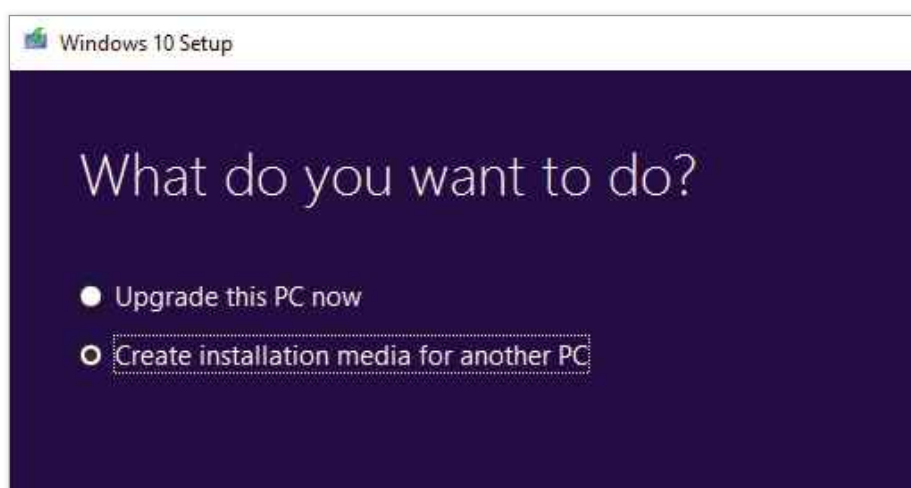 Windows 10 Setup
What do you want to do?
Upgrade this PC now
Create installation media for another PC